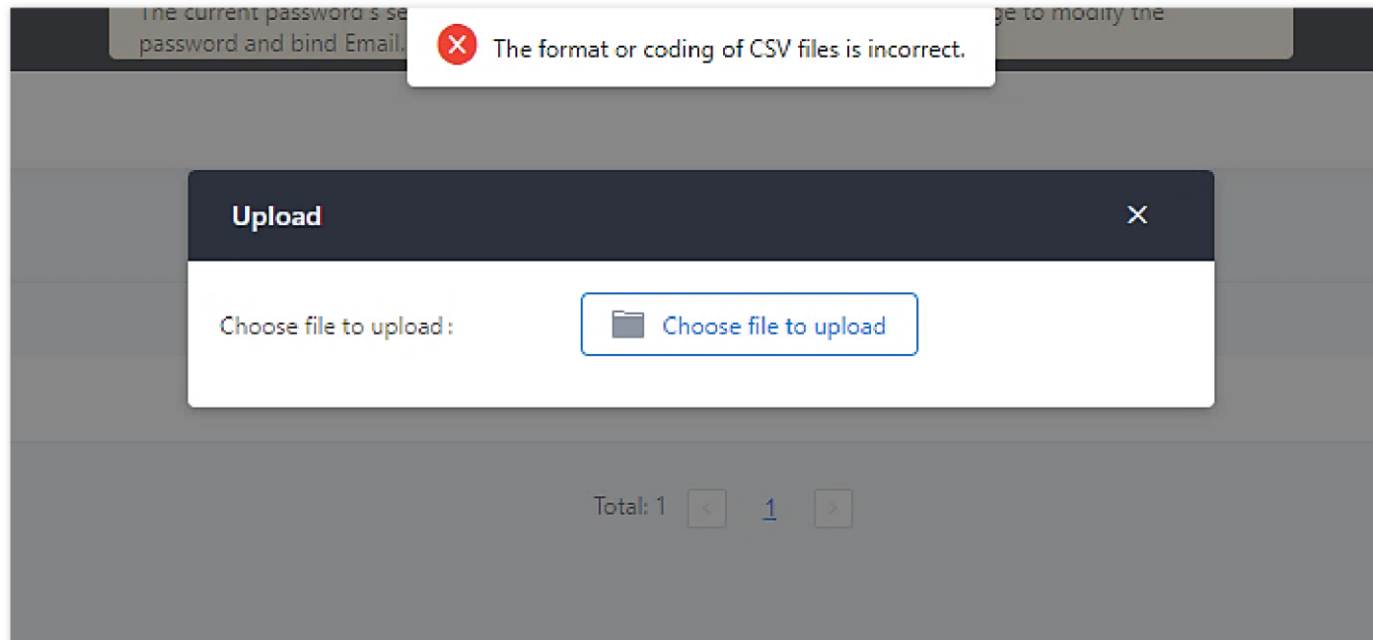 The current password's se
ge to modify the
password and bind Email.
The format or coding of CSV files is incorrect.
Upload
Choose file to upload :
Choose file to upload
Total: 1 < 1 >